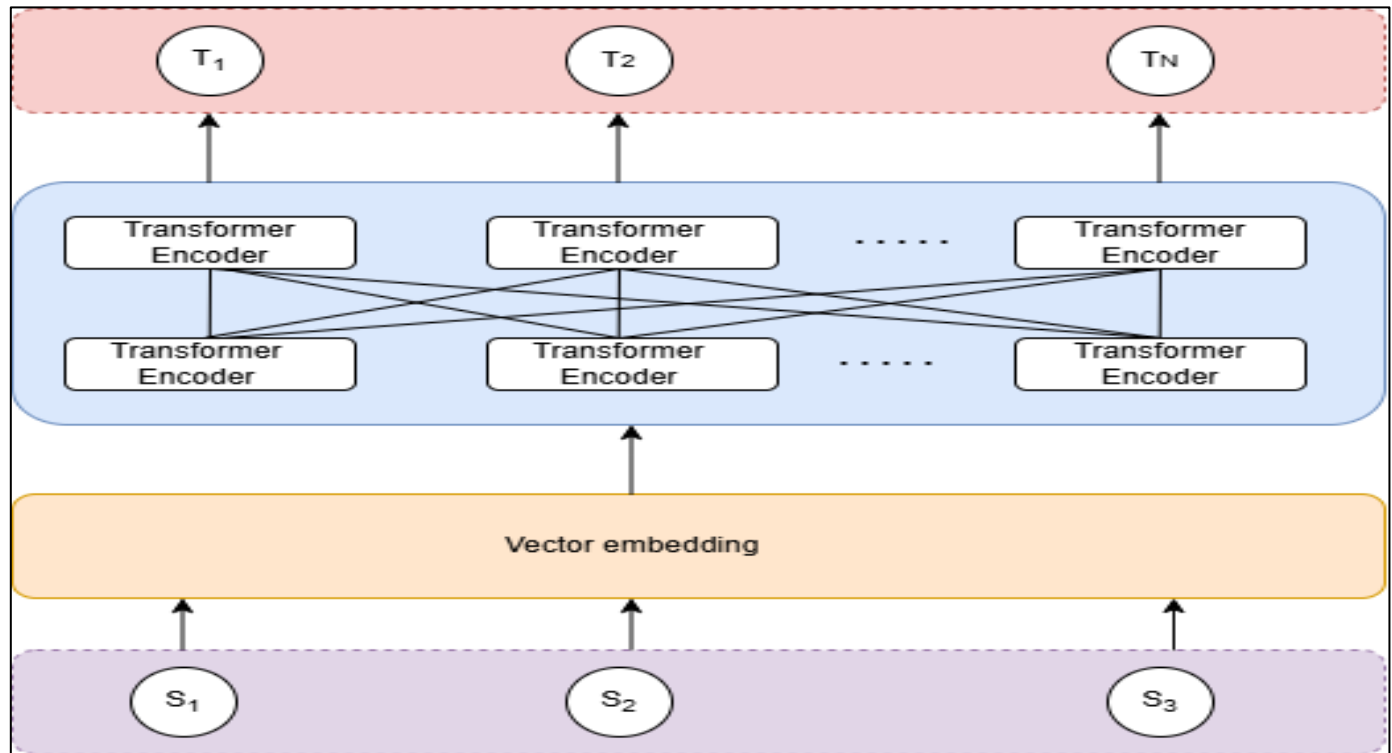 T₁ T2 TN
Transformer Encoder Transformer Encoder . . . . . Transformer Encoder
Transformer Encoder Transformer Encoder . . . . . Transformer Encoder
Vector embedding
S₁ S₂ S₃